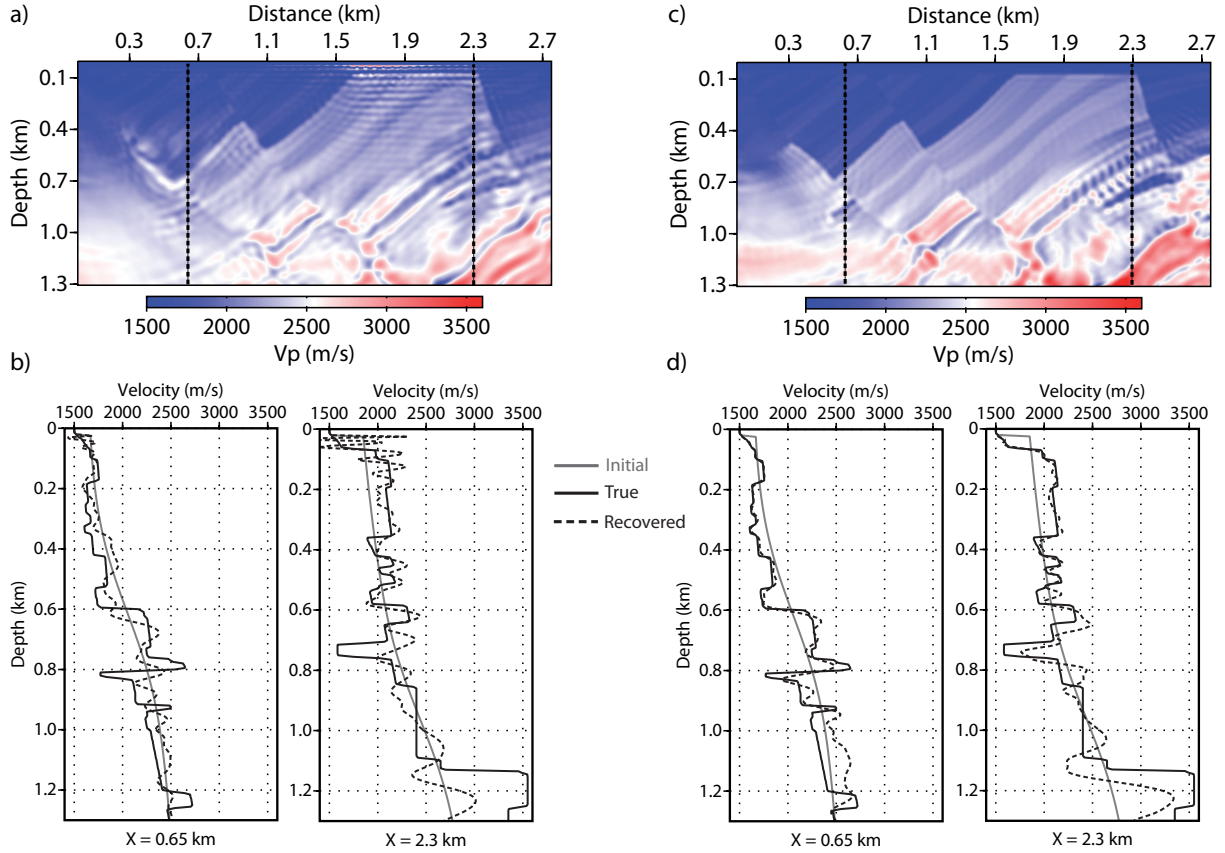 a)
Distance (km)
0.3 0.7 1.1 1.5 1.9 2.3 2.7
Depth (km)
0.1
0.4
0.7
1.0
1.3
1500 2000 2500 3000 3500
Vp (m/s)
c)
Distance (km)
0.3 0.7 1.1 1.5 1.9 2.3 2.7
Depth (km)
0.1
0.4
0.7
1.0
1.3
1500 2000 2500 3000 3500
Vp (m/s)
b)
Velocity (m/s)
1500 2000 2500 3000 3500
Depth (km)
0
0.2
0.4
0.6
0.8
1.0
1.2
X = 0.65 km
Velocity (m/s)
1500 2000 2500 3000 3500
0
0.2
0.4
0.6
0.8
1.0
1.2
X = 2.3 km
Initial
True
Recovered
d)
Velocity (m/s)
1500 2000 2500 3000 3500
Depth (km)
0
0.2
0.4
0.6
0.8
1.0
1.2
X = 0.65 km
Velocity (m/s)
1500 2000 2500 3000 3500
0
0.2
0.4
0.6
0.8
1.0
1.2
X = 2.3 km